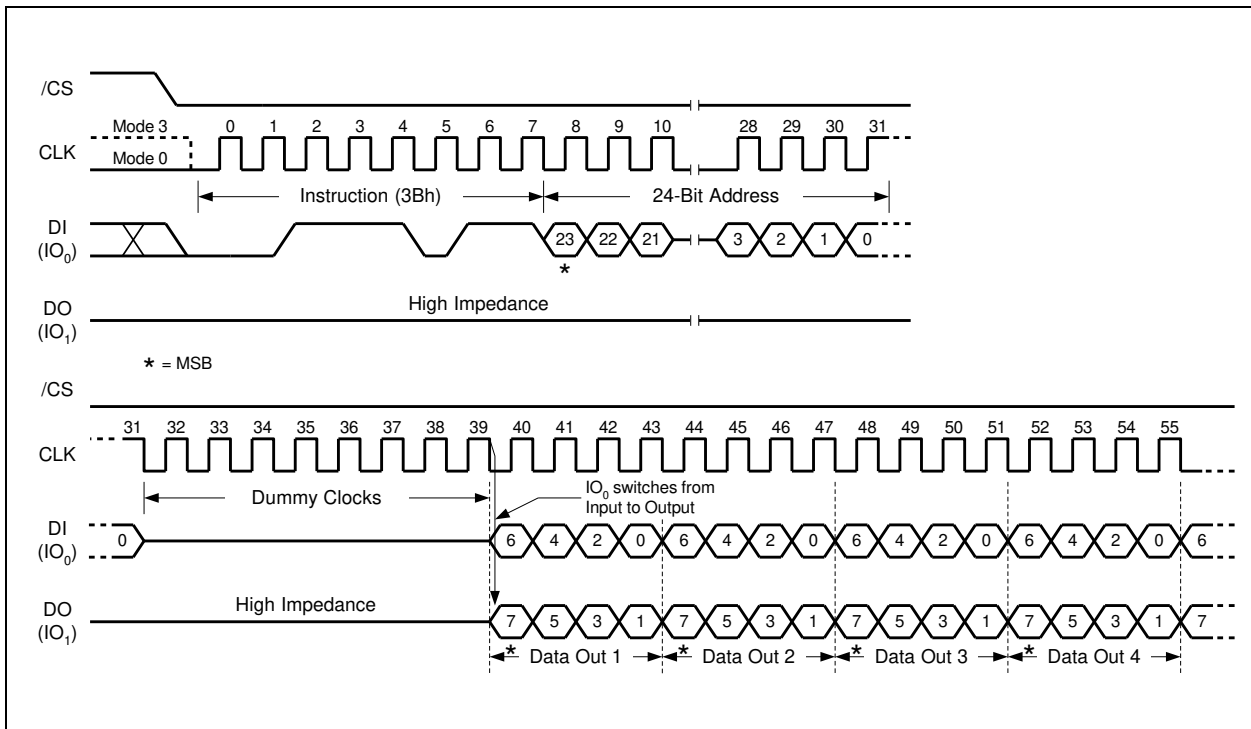 /CS
Mode 3 0 1 2 3 4 5 6 7 8 9 10 28 29 30 31
CLK
Mode 0
Instruction (3Bh) 24-Bit Address
DI
(IO0)
23 22 21 3 2 1 0
*
DO
(IO1)
High Impedance
* = MSB
/CS
31 32 33 34 35 36 37 38 39 40 41 42 43 44 45 46 47 48 49 50 51 52 53 54 55
CLK
Dummy Clocks
IO0 switches from
Input to Output
DI
(IO0)
0 6 4 2 0 6 4 2 0 6 4 2 0 6 4 2 0 6
DO
(IO1)
High Impedance
7 5 3 1 7 5 3 1 7 5 3 1 7 5 3 1 7
* Data Out 1 * Data Out 2 * Data Out 3 * Data Out 4